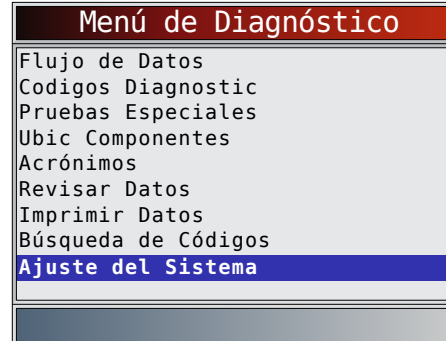 Menú de Diagnóstico
Flujo de Datos
Codigos Diagnostic
Pruebas Especiales
Ubic Componentes
Acrónimos
Revisar Datos
Imprimir Datos
Búsqueda de Códigos
Ajuste del Sistema